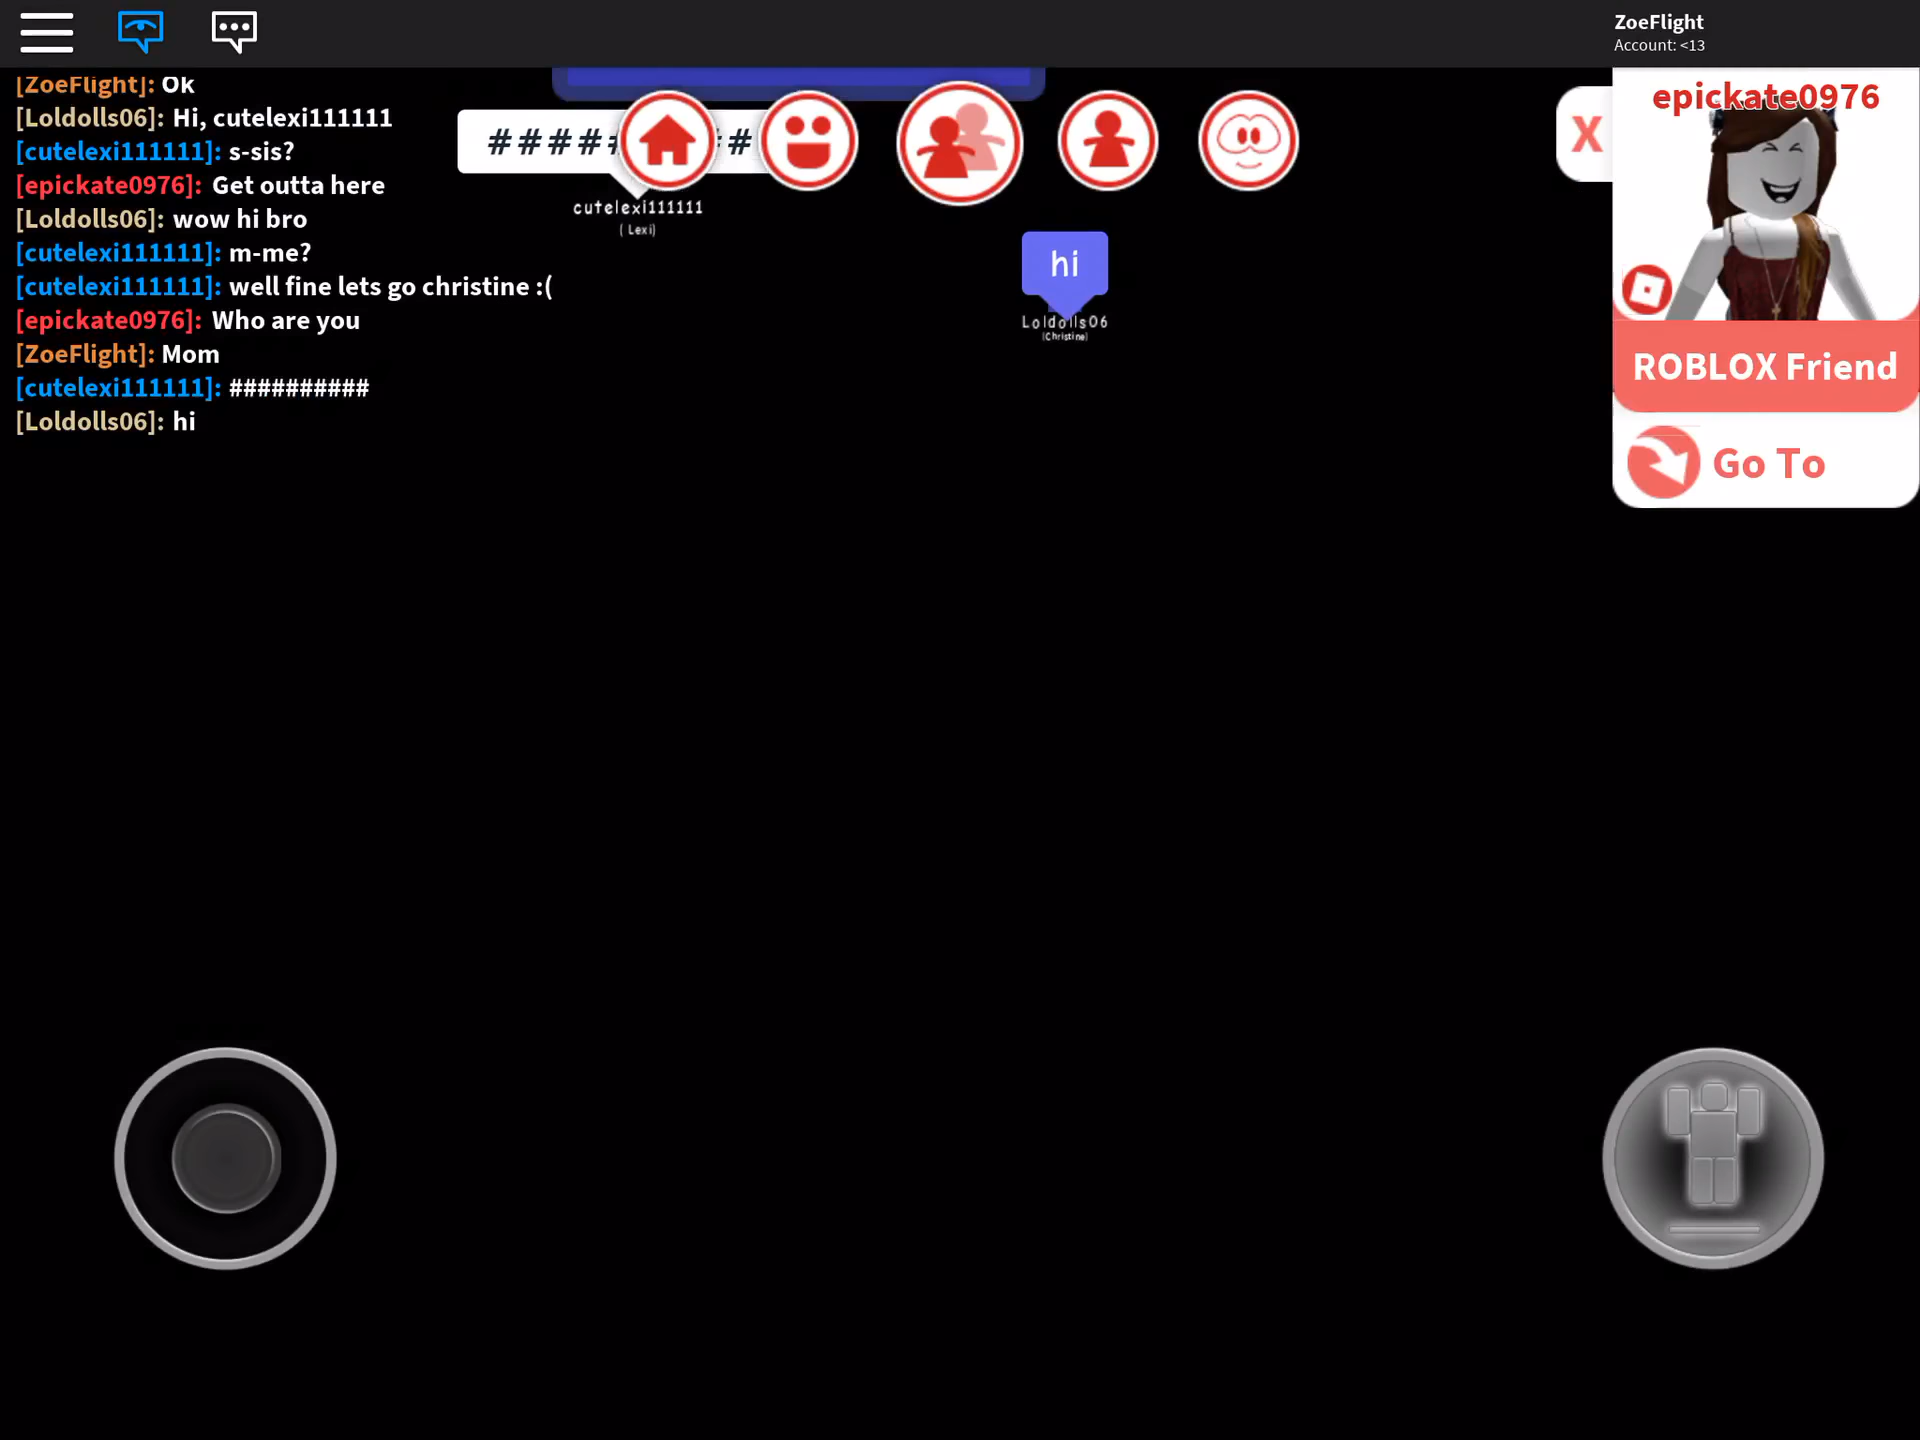 ZoeFlight
Account: <13
[ZoeFlight]: Ok
[Loldolls06]: Hi, cutelexi111111
[cutelexi111111]: s-sis?
[epickate0976]: Get outta here
[Loldolls06]: wow hi bro
[cutelexi111111]: m-me?
[cutelexi111111]: well fine lets go christine :(
[epickate0976]: Who are you
[ZoeFlight]: Mom
[cutelexi111111]: ##########
[Loldolls06]: hi
cutelexi111111
( Lexi)
hi
Loldolls06
(Christine)
X
epickate0976
ROBLOX Friend
Go To